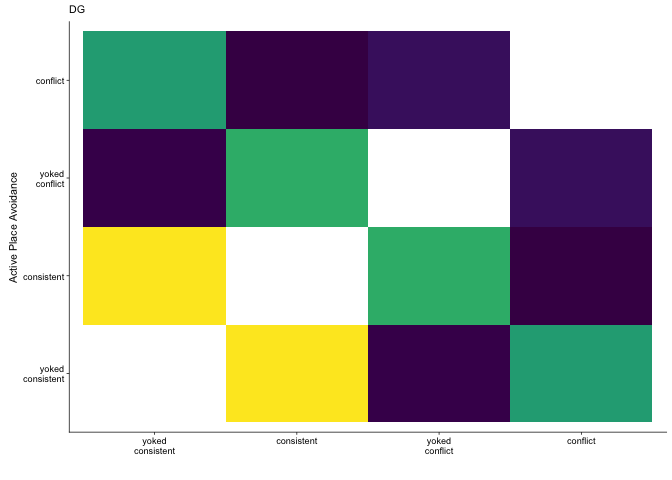 DG
Active Place Avoidance
conflict
yoked
conflict
consistent
yoked
consistent
yoked
consistent
consistent
yoked
conflict
conflict